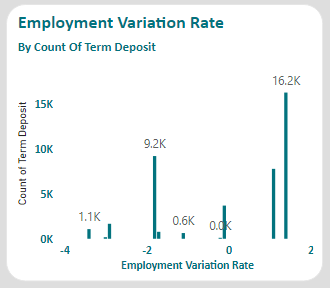 Employment Variation Rate
By Count Of Term Deposit
16.2K
15K
Count of Term Deposit
10K
9.2K
5K
1.1K
0.6K
0.0K
0K
-4
-2
0
2
Employment Variation Rate